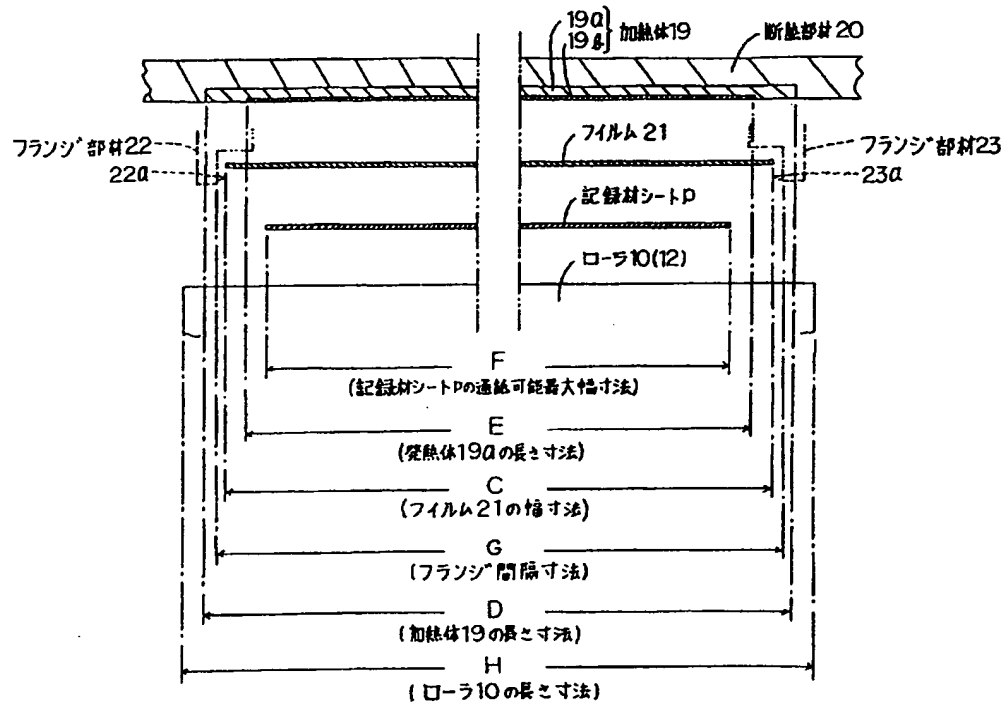 19a
19b
加熱体19
断熱部材20
フランジ部材22
22a
フイルム21
フランジ部材23
23a
記録材シートP
ローラ10(12)
F
(記録材シートPの通紙可能最大幅寸法)
E
(発熱体19aの長さ寸法)
C
(フイルム21の幅寸法)
G
(フランジ間隔寸法)
D
(加熱体19の長さ寸法)
H
(ローラ10の長さ寸法)